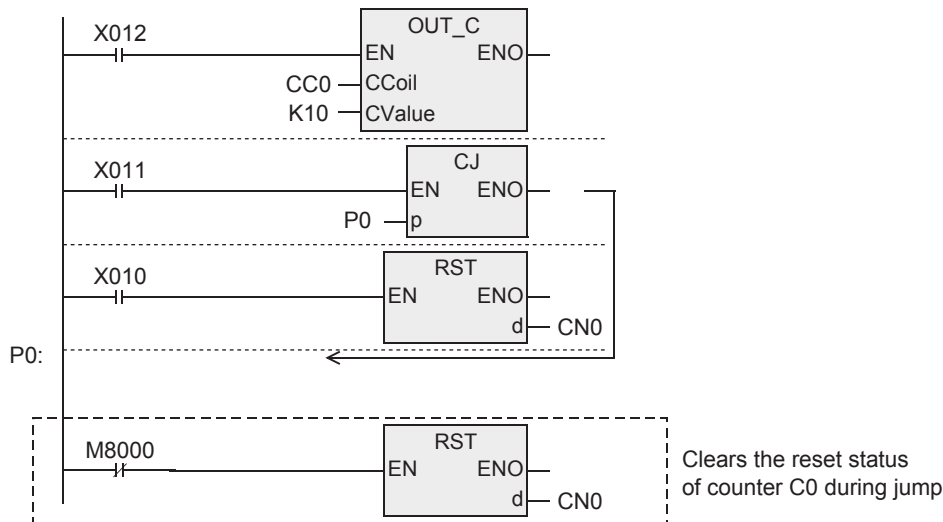 X012
OUT_C
EN ENO
CC0 CCoil
K10 CValue
X011
CJ
EN ENO
P0 p
X010
RST
EN ENO
d CN0
P0:
M8000
RST
EN ENO
d CN0
Clears the reset status
of counter C0 during jump